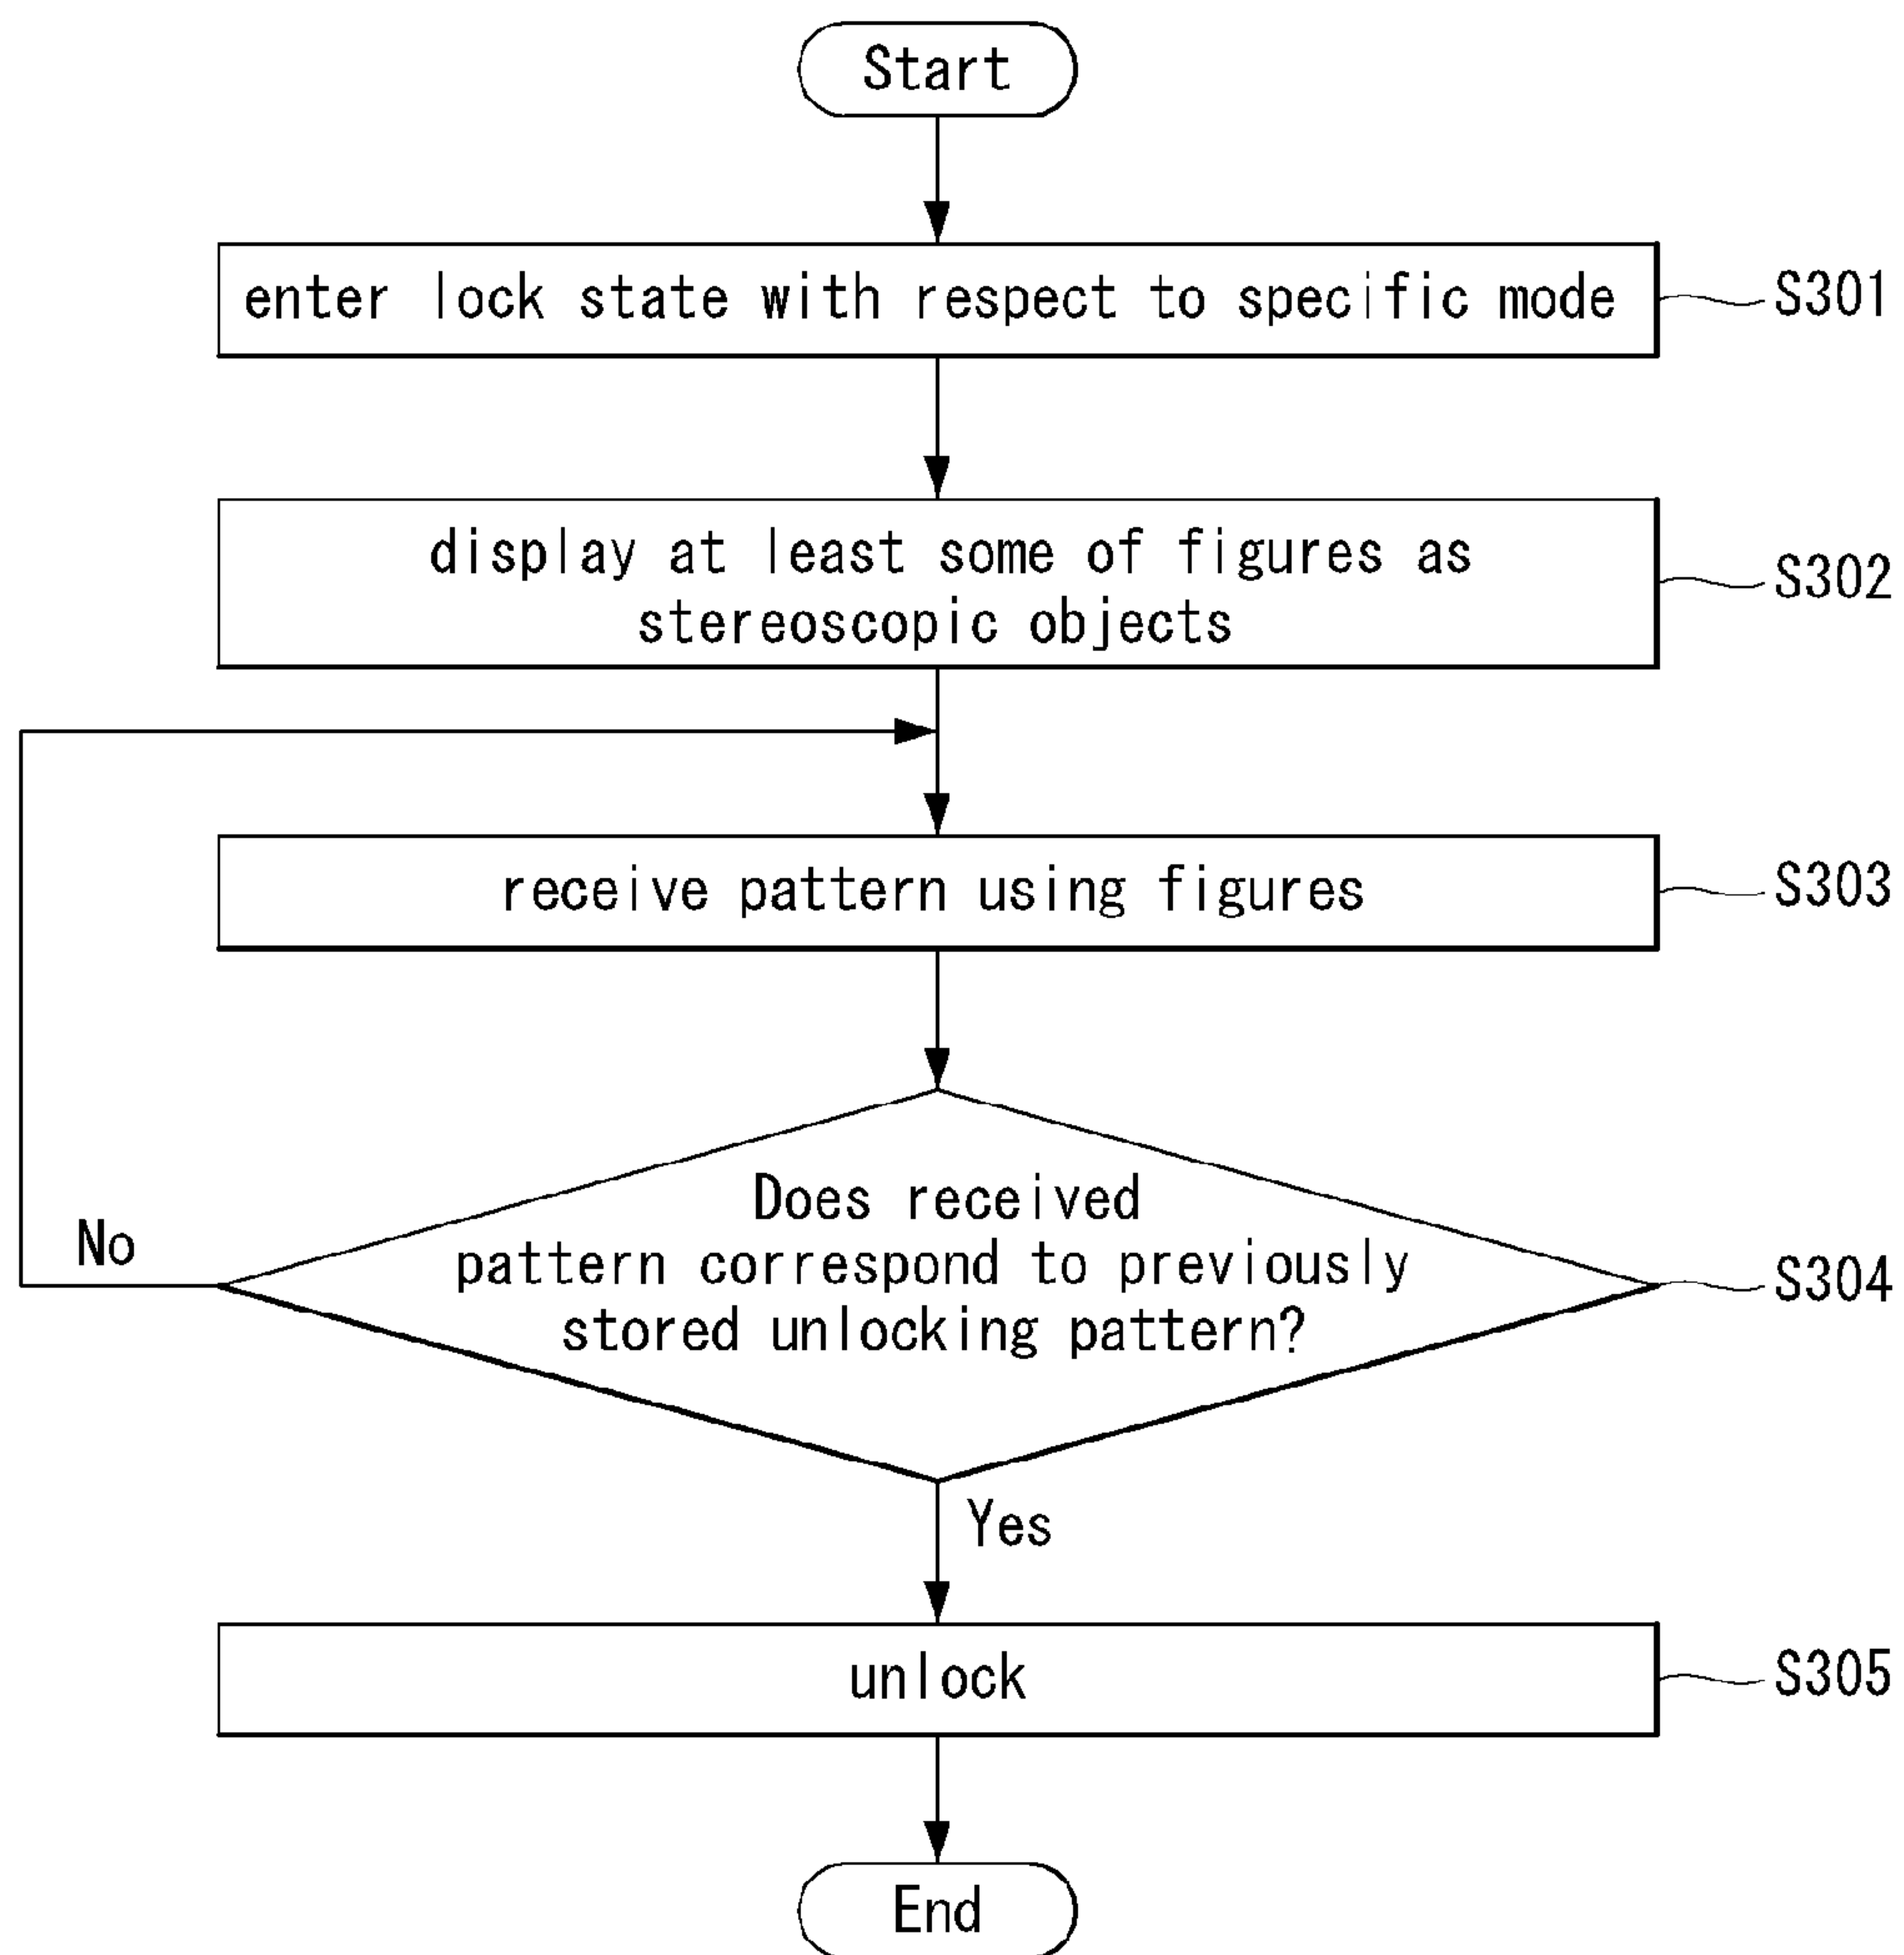 Start
enter lock state with respect to specific mode
S301
display at least some of figures as
stereoscopic objects
S302
receive pattern using figures
S303
Does received
pattern correspond to previously
stored unlocking pattern?
S304
No
Yes
unlock
S305
End